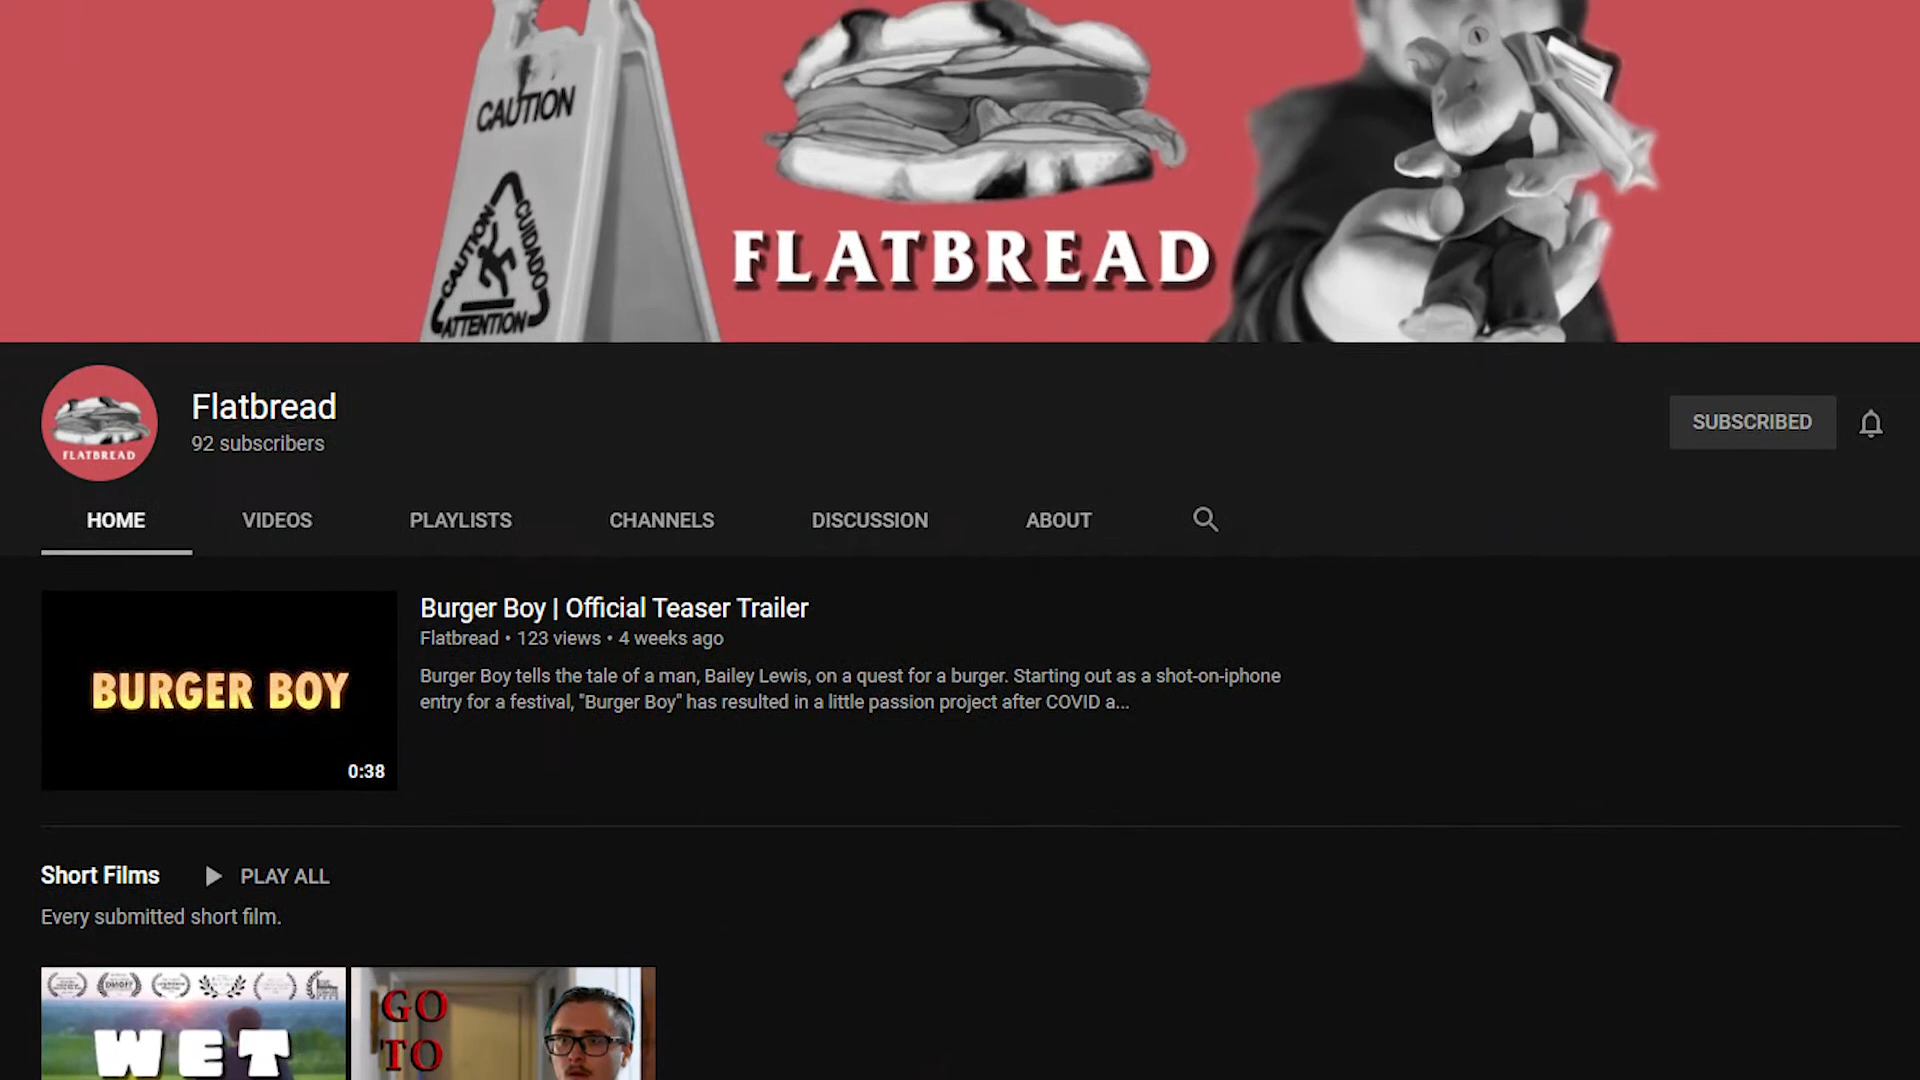 CAUTION
CAUTION
CUIDADO
ATTENTION
FLATBREAD
FLATBREAD
Flatbread
92 subscribers
SUBSCRIBED
HOME
VIDEOS
PLAYLISTS
CHANNELS
DISCUSSION
ABOUT
BURGER BOY
0:38
Burger Boy | Official Teaser Trailer
Flatbread • 123 views • 4 weeks ago
Burger Boy tells the tale of a man, Bailey Lewis, on a quest for a burger. Starting out as a shot-on-iphone
entry for a festival, "Burger Boy" has resulted in a little passion project after COVID a...
Short Films
PLAY ALL
Every submitted short film.
WET
GO
TO